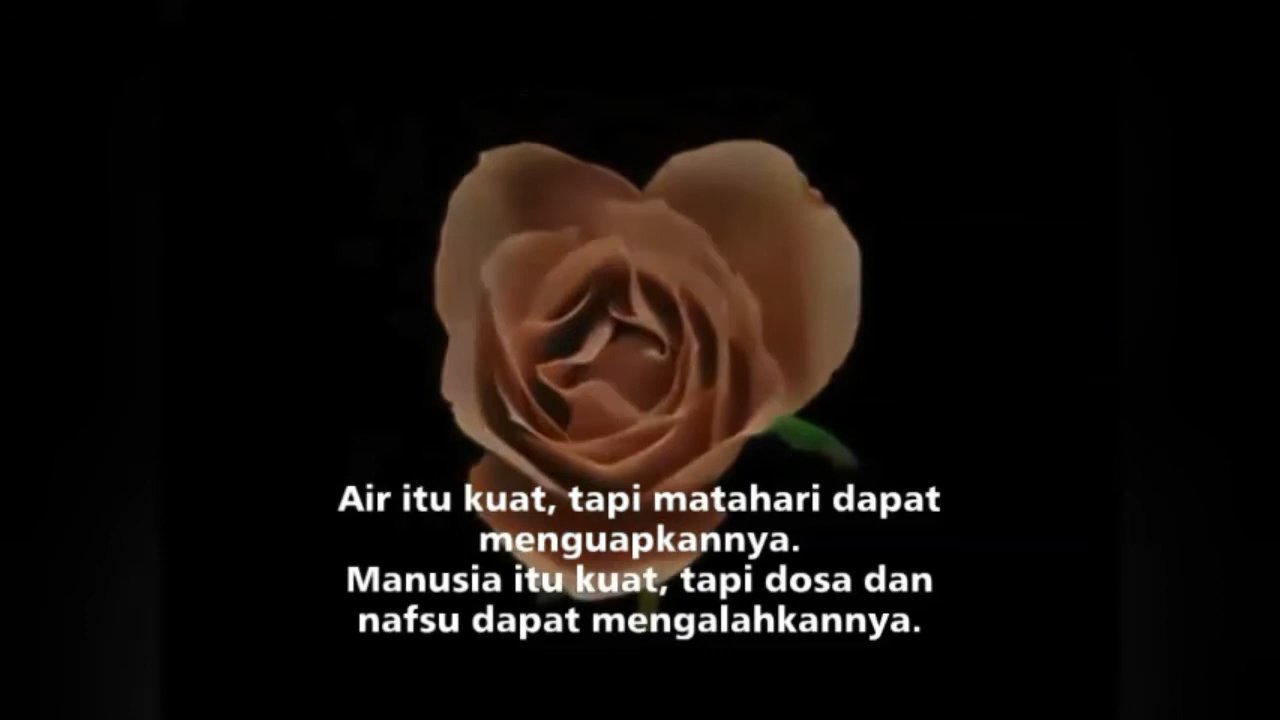 Air itu kuat, tapi matahari dapat
menguapkannya.
Manusia itu kuat, tapi dosa dan
nafsu dapat mengalahkannya.